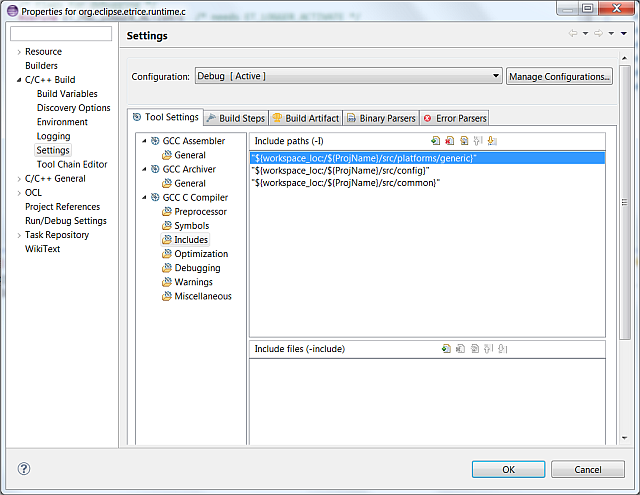 Properties for org.eclipse.etrice.runtime.c
Resource
Builders
C/C++ Build
Build Variables
Discovery Options
Environment
Logging
Settings
Tool Chain Editor
C/C++ General
OCL
Project References
Run/Debug Settings
Task Repository
WikiText
Settings
Configuration: Debug [ Active ] Manage Configurations...
Tool Settings Build Steps Build Artifact Binary Parsers Error Parsers
GCC Assembler
General
GCC Archiver
General
GCC C Compiler
Preprocessor
Symbols
Includes
Optimization
Debugging
Warnings
Miscellaneous
Include paths (-I)
"${workspace_loc:/${ProjName}/src/platforms/generic}"
"${workspace_loc:/${ProjName}/src/config}"
"${workspace_loc:/${ProjName}/src/common}"
Include files (-include)
OK Cancel